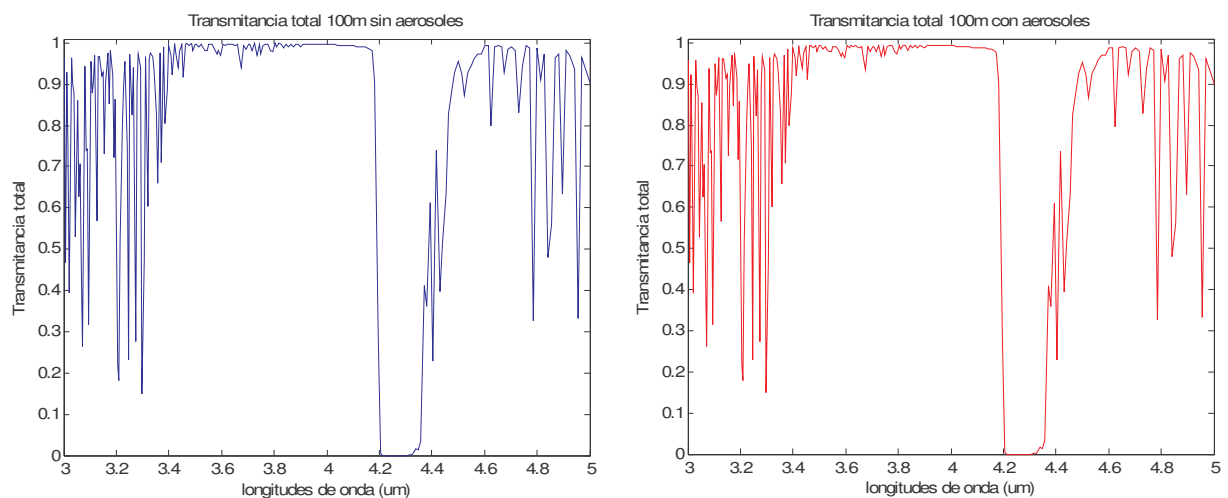 Transmitancia total 100m sin aerosoles
Transmitancia total
1
0.9
0.8
0.7
0.6
0.5
0.4
0.3
0.2
0.1
0
3 3.2 3.4 3.6 3.8 4 4.2 4.4 4.6 4.8 5
longitudes de onda (um)
Transmitancia total 100m con aerosoles
Transmitancia total
1
0.9
0.8
0.7
0.6
0.5
0.4
0.3
0.2
0.1
0
3 3.2 3.4 3.6 3.8 4 4.2 4.4 4.6 4.8 5
longitudes de onda (um)